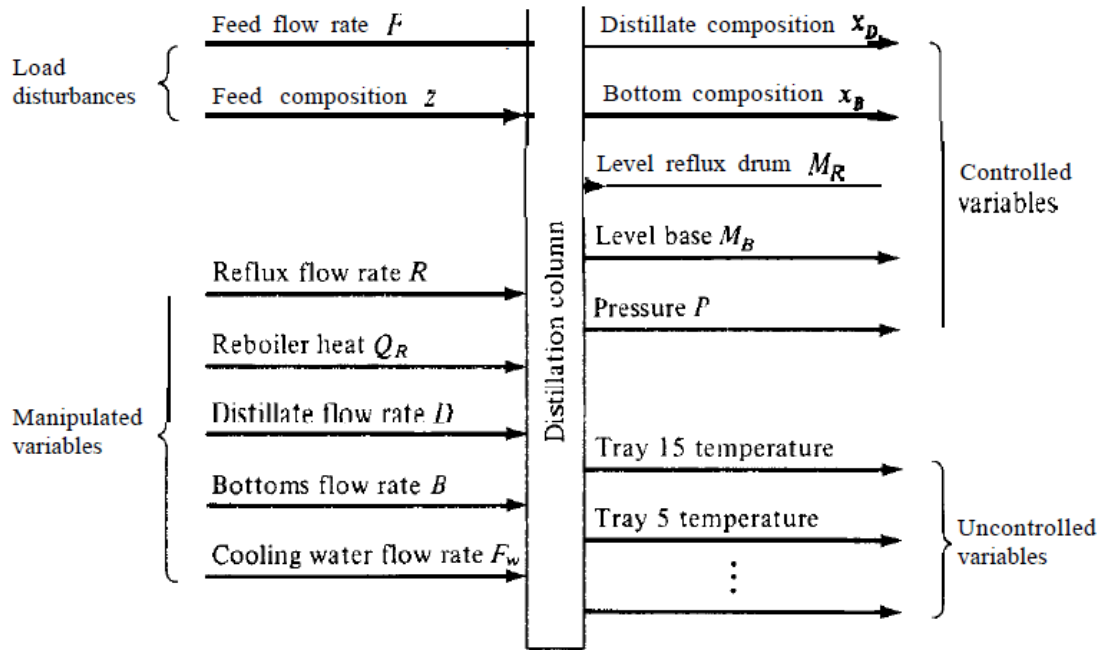 Feed flow rate F
Load
disturbances
Feed composition z
Distillate composition x_D
Bottom composition x_B
Level reflux drum M_R
Level base M_B
Pressure P
Controlled
variables
Distillation column
Reflux flow rate R
Reboiler heat Q_R
Distillate flow rate D
Bottoms flow rate B
Cooling water flow rate F_w
Manipulated
variables
Tray 15 temperature
Tray 5 temperature
⋮
Uncontrolled
variables